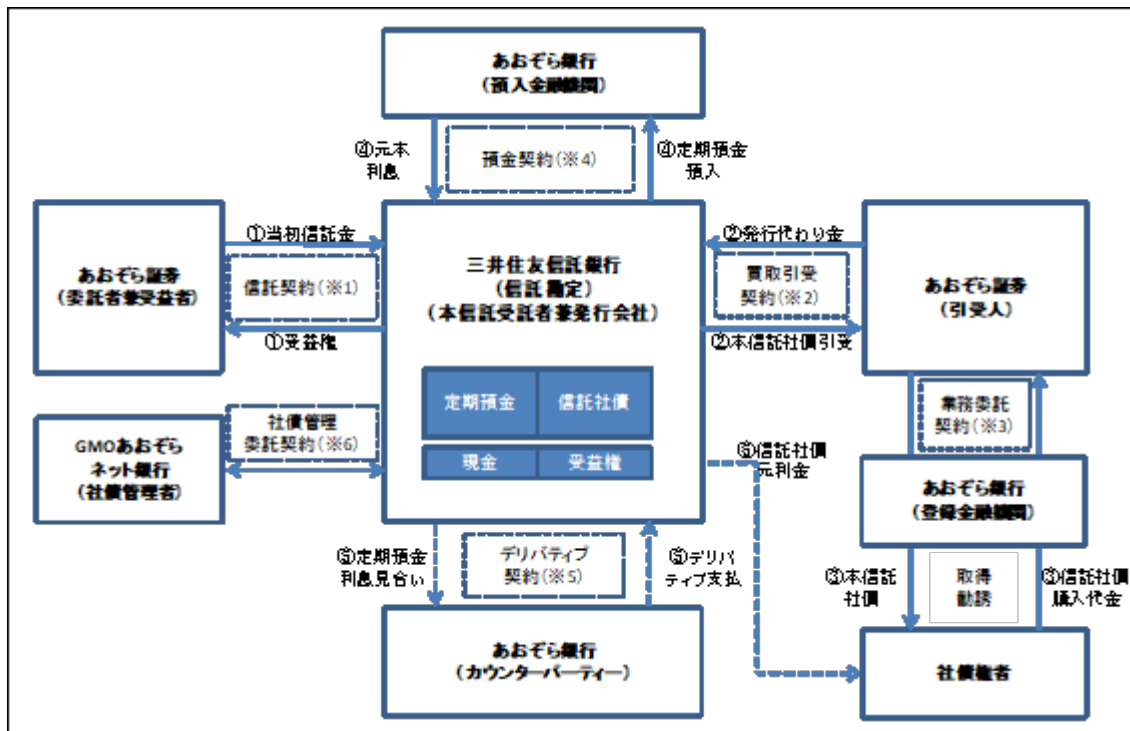 あおぞら銀行
(預入金融機関)
④元本
利息
預金契約(※4)
④定期預金
預入
①当初信託金
あおぞら証券
(委託者兼受益者)
信託契約(※1)
①受益権
三井住友信託銀行
(信託勘定)
(本信託受託者兼発行会社)
②発行代わり金
買取引受
契約(※2)
②本信託社債引受
あおぞら証券
(引受人)
定期預金
信託社債
現金
受益権
GMOあおぞら
ネット銀行
(社債管理者)
社債管理
委託契約(※6)
業務委託
契約(※3)
⑥信託社債
元利金
あおぞら銀行
(登録金融機関)
⑤定期預金
利息見合い
デリバティブ
契約(※5)
⑤デリバ
ティブ支払
③本信託
社債
取得
勧誘
③信託社債
購入代金
あおぞら銀行
(カウンターパーティー)
社債権者